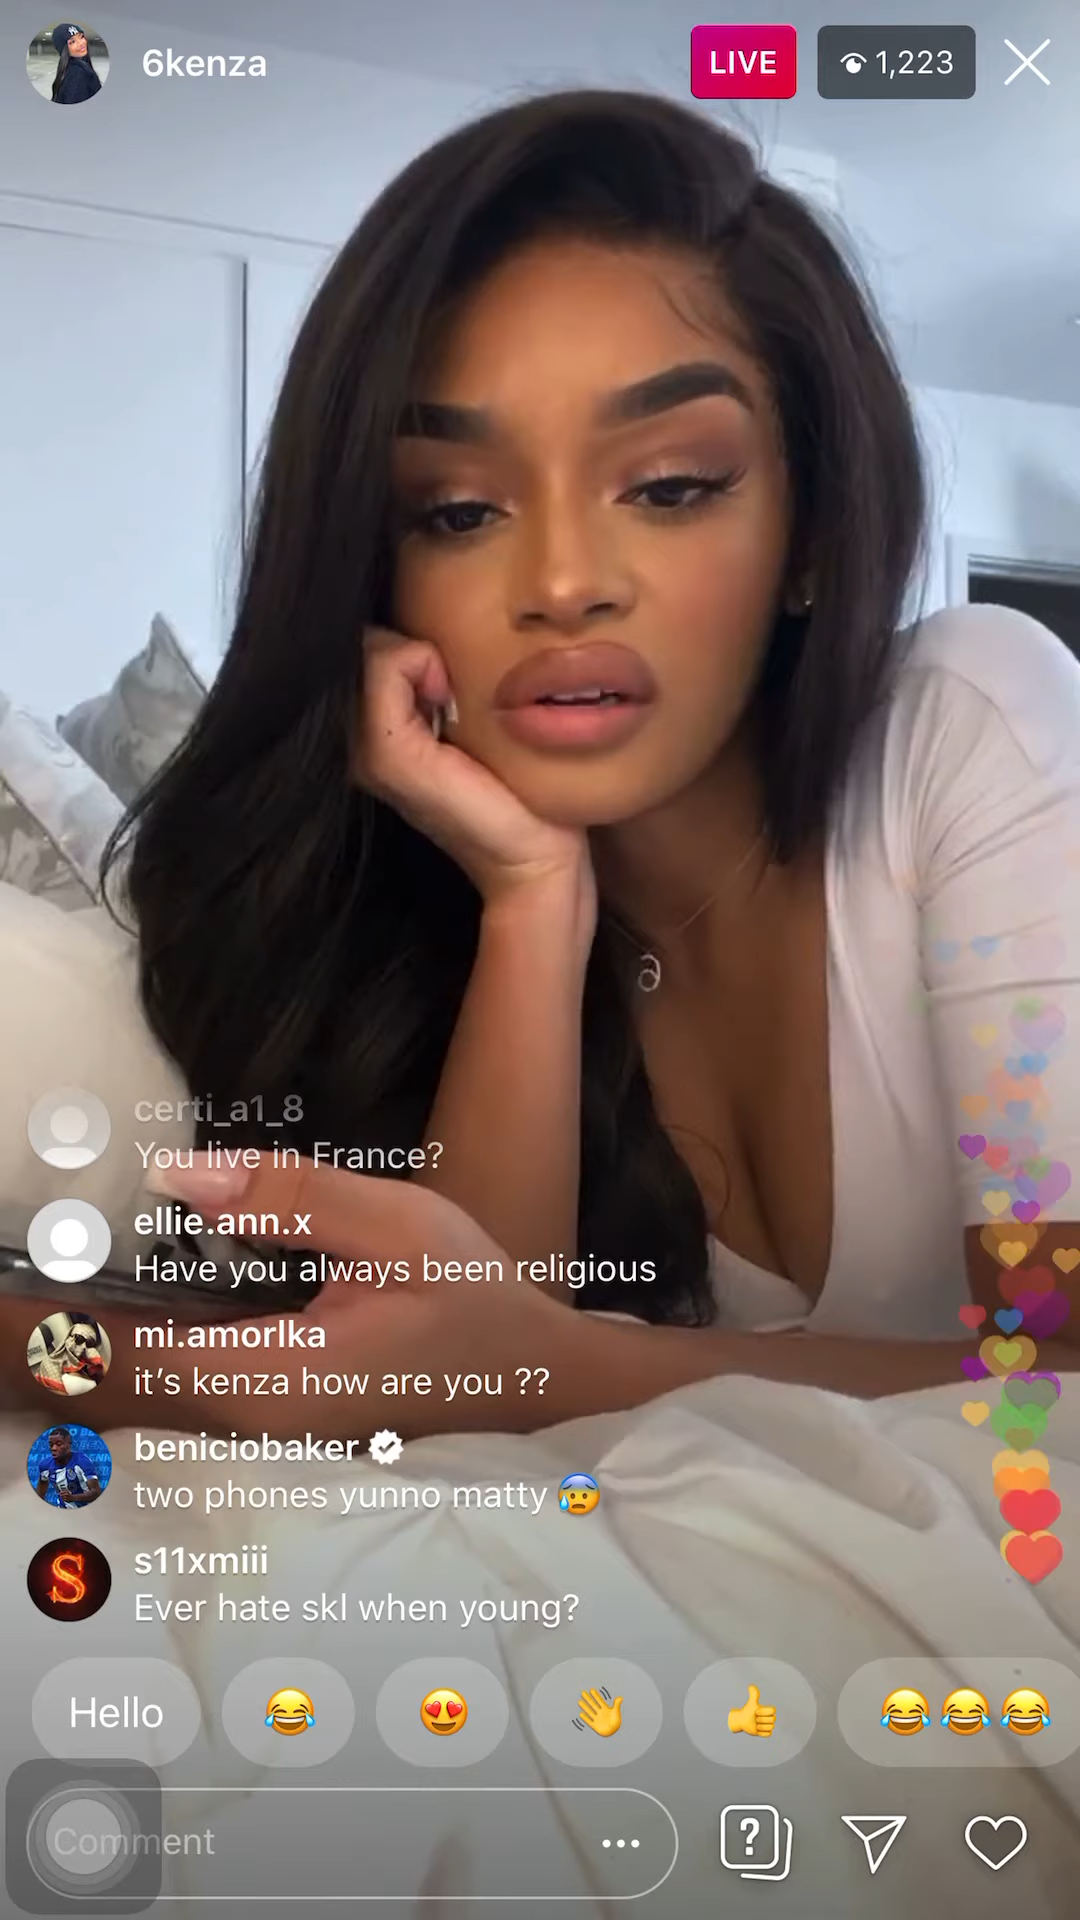 6kenza
LIVE
1,223
certi_a1_8
You live in France?
ellie.ann.x
Have you always been religious
mi.amorlka
it’s kenza how are you ??
beniciobaker
two phones yunno matty 😰
s11xmiii
Ever hate skl when young?
Hello 😂 😍 👋 👍 😂😂😂
Comment